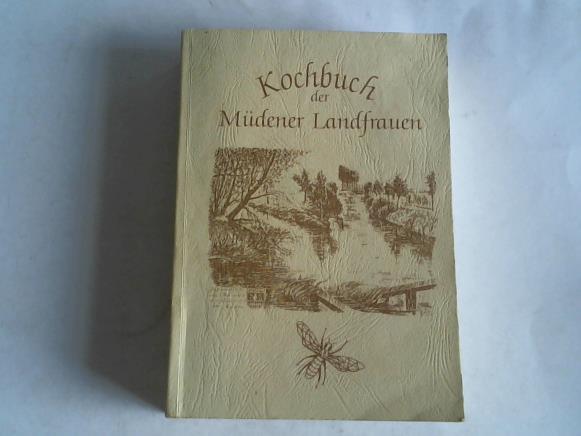 Kochbuch
der
Müdener Landfrauen